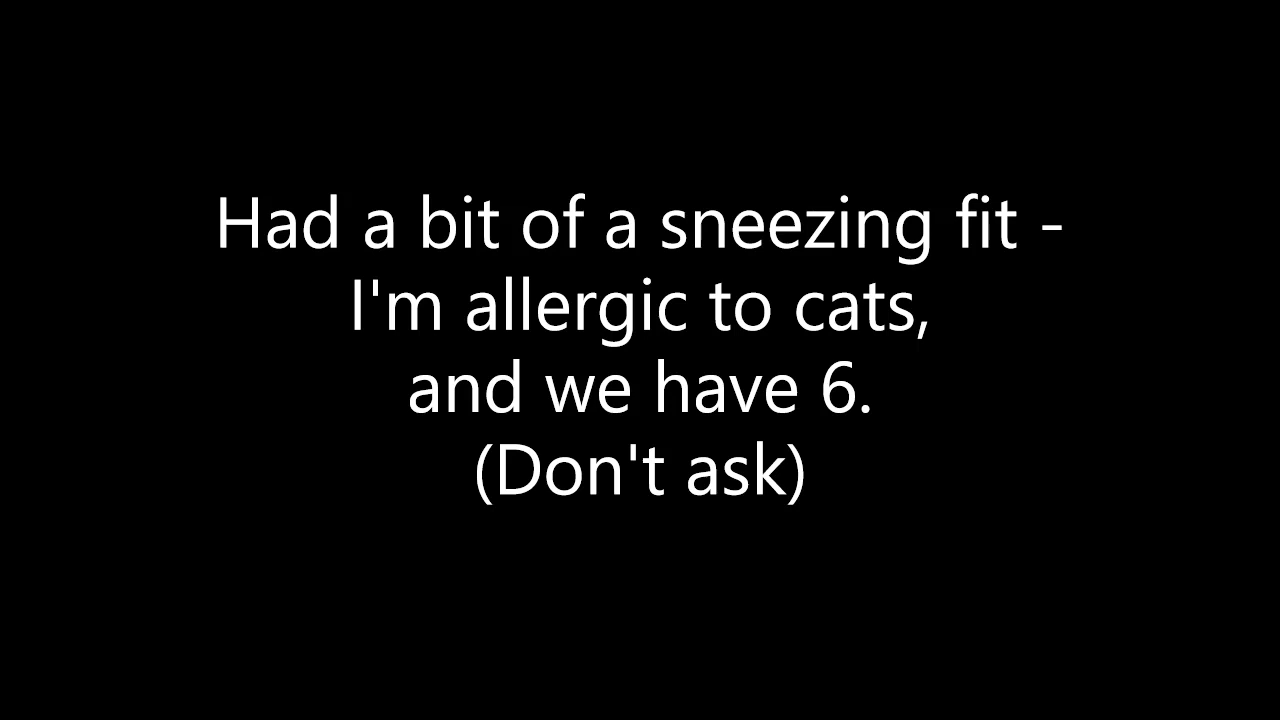 Had a bit of a sneezing fit -
I'm allergic to cats,
and we have 6.
(Don't ask)